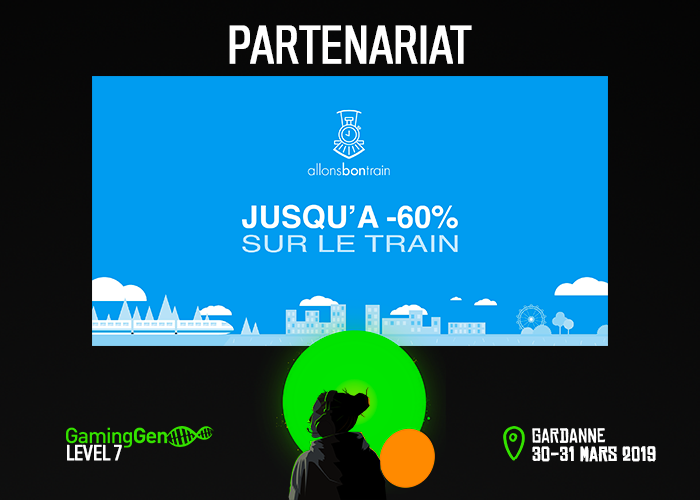 PARTENARIAT
allonsbontrain
JUSQU'A -60%
SUR LE TRAIN
GamingGen
LEVEL 7
GARDANNE
30-31 MARS 2019